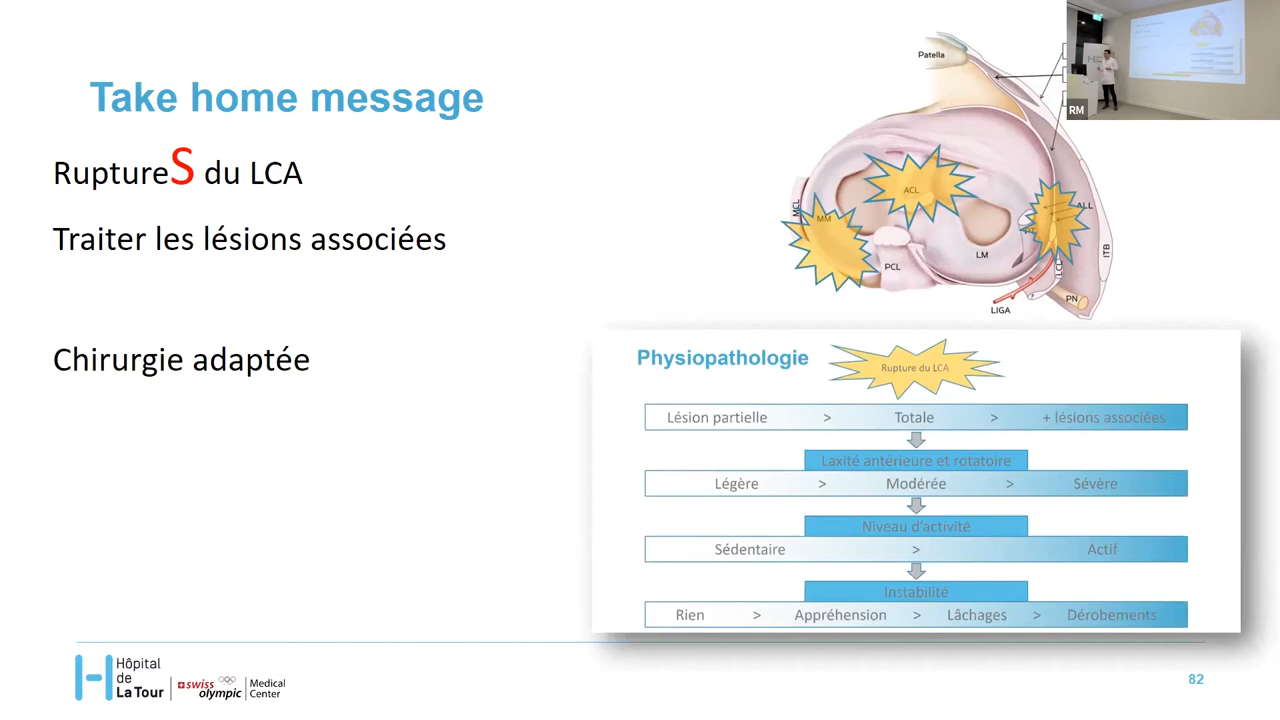 Take home message
RuptureS du LCA
Traiter les lésions associées
Chirurgie adaptée
Patella
MCL
MM
ACL
PCL
LM
ALL
LCL
ITB
PN
LIGA
RM
Physiopathologie
Rupture du LCA
Lésion partielle > Totale > + lésions associées
Laxité antérieure et rotatoire
Légère > Modérée > Sévère
Niveau d'activité
Sédentaire > Actif
Instabilité
Rien > Appréhension > Lâchages > Dérobements
Hôpital
de
La Tour
swiss
olympic
Medical
Center
82